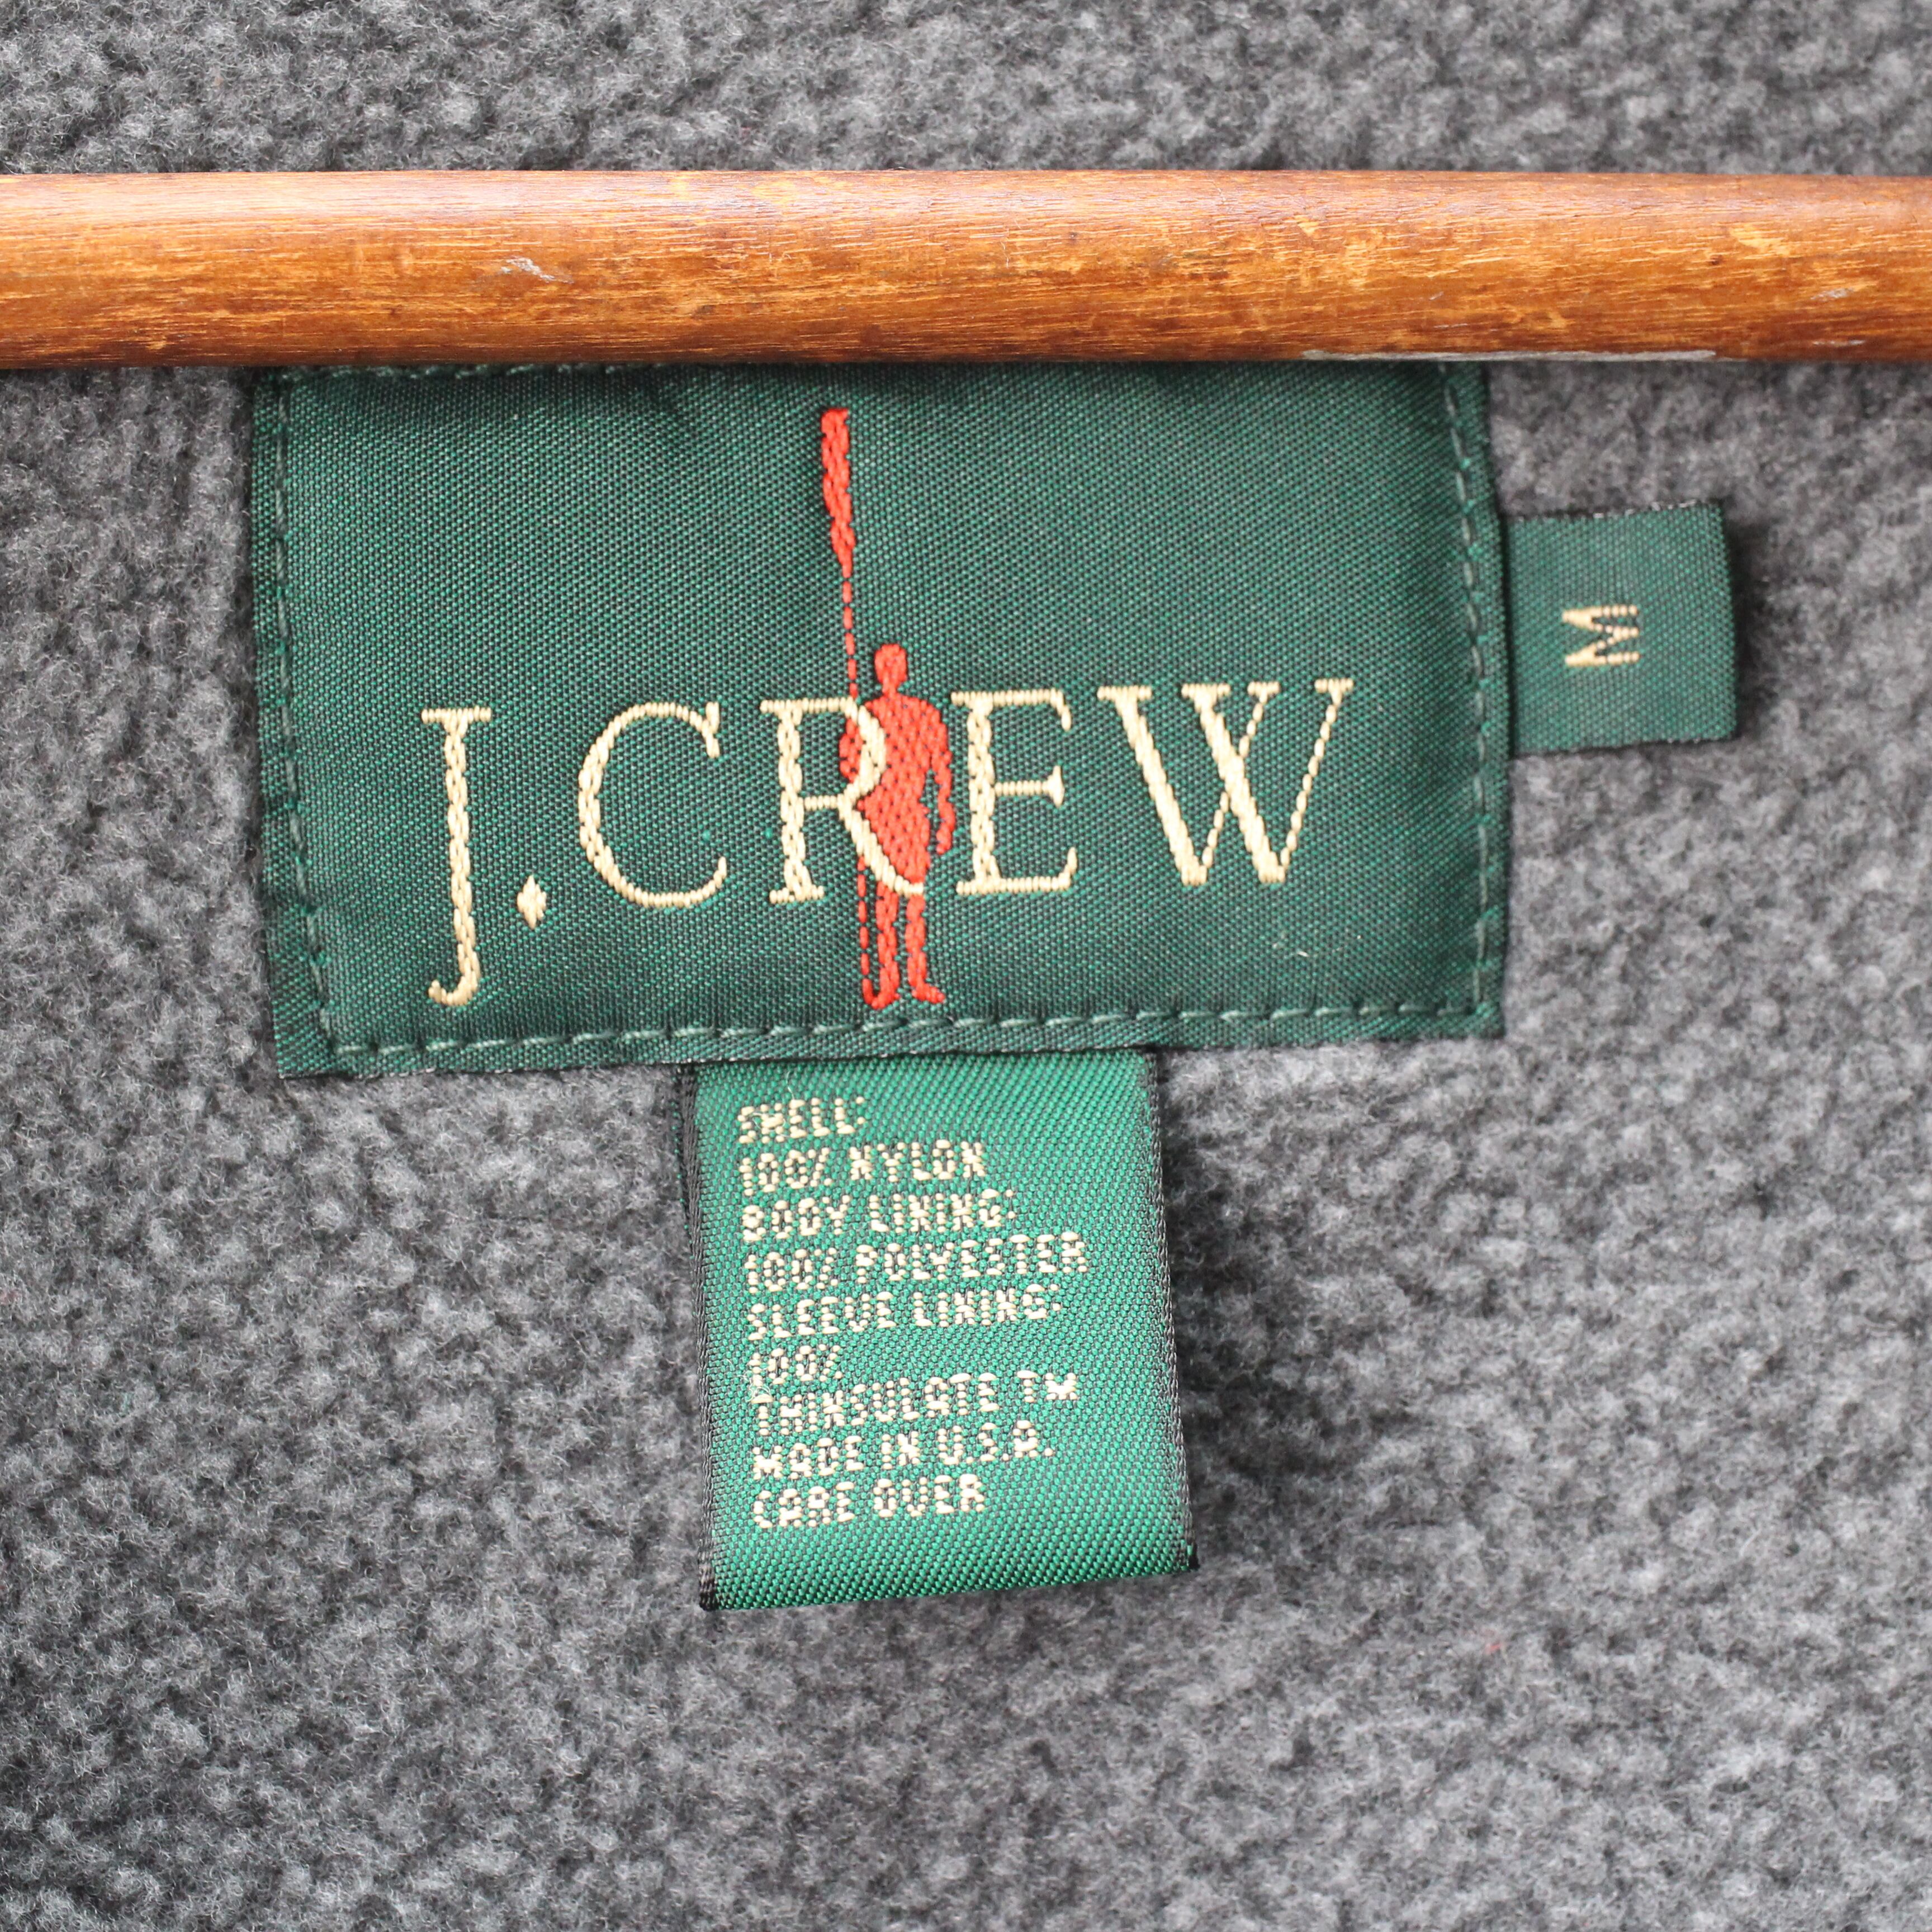 J.CREW
M
SHELL:
100% NYLON
BODY LINING:
100% POLYESTER
SLEEVE LINING:
100%
THINSULATE TM
MADE IN U.S.A.
CARE OVER